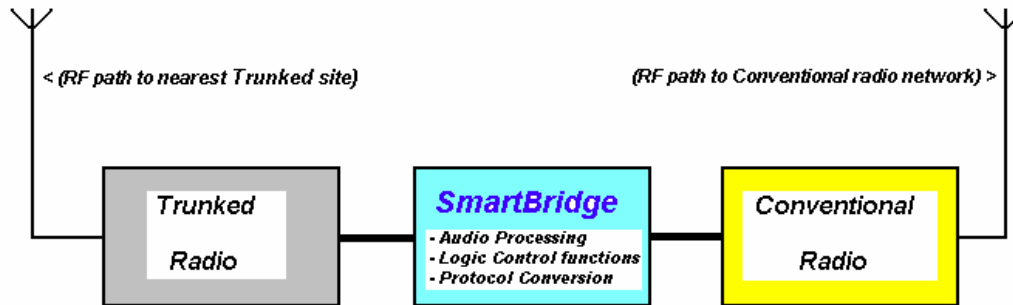 < (RF path to nearest Trunked site)
(RF path to Conventional radio network) >
Trunked
Radio
SmartBridge
- Audio Processing
- Logic Control functions
- Protocol Conversion
Conventional
Radio